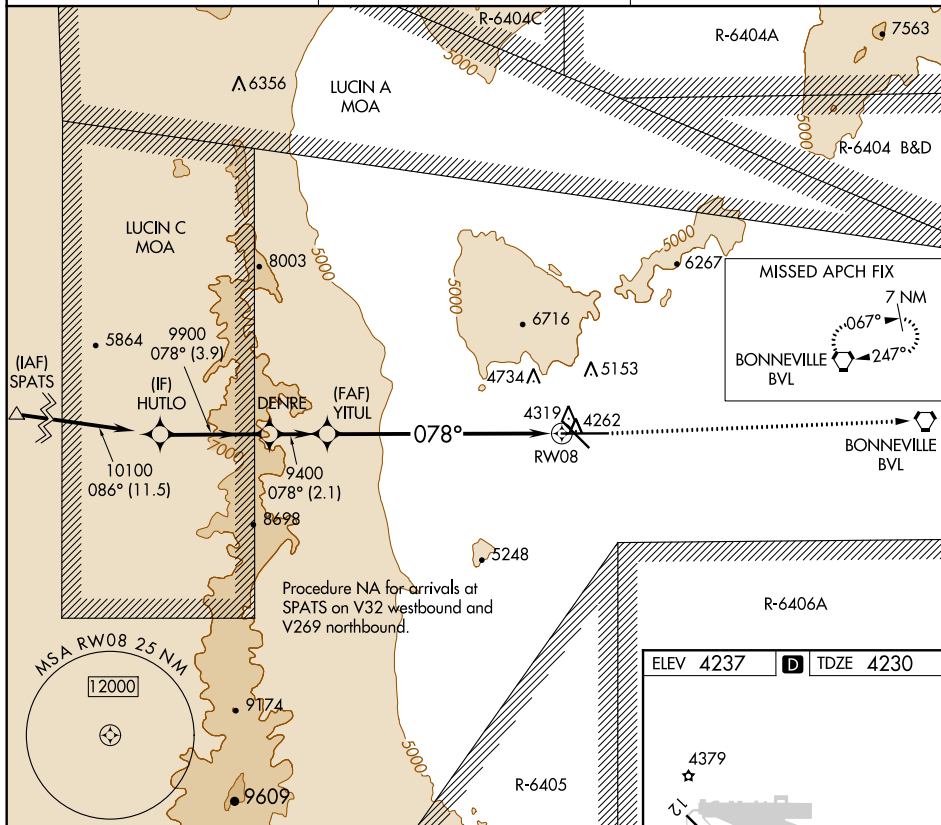 R-6404C
R-6404A
7563
6356
LUCIN A
MOA
5000
5000
R-6404 B&D
LUCIN C
MOA
8003
5000
5000
5000
6267
MISSED APCH FIX
7 NM
067°
247°
BONNEVILLE
BVL
6716
5864
9900
078° (3.9)
4734
5153
(IAF)
SPATS
(IF)
HUTLO
DENRE
(FAF)
YITUL
078°
4319
4262
RW08
BONNEVILLE
BVL
10100
086° (11.5)
9400
078° (2.1)
8698
5248
Procedure NA for arrivals at
SPATS on V32 westbound and
V269 northbound.
R-6406A
MSA RW08 25 NM
12000
ELEV 4237
D
TDZE 4230
9174
5000
4379
R-6405
9609
12